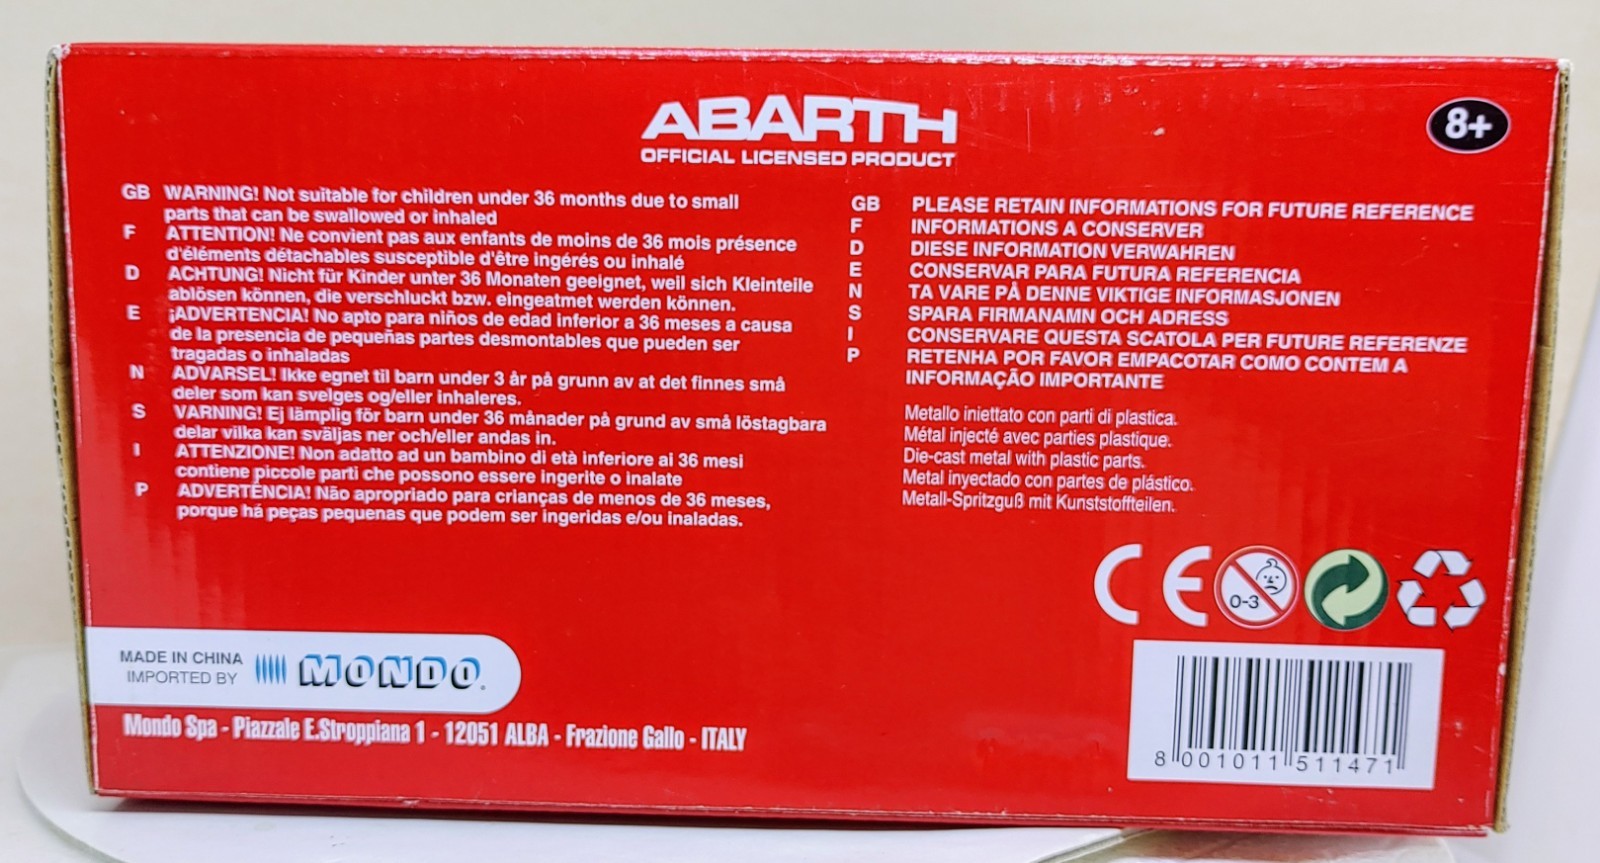 ABARTH
OFFICIAL LICENSED PRODUCT
8+
GB WARNING! Not suitable for children under 36 months due to small
parts that can be swallowed or inhaled
F ATTENTION! Ne convient pas aux enfants de moins de 36 mois présence
d'éléments détachables susceptible d'être ingérés ou inhalé
D ACHTUNG! Nicht für Kinder unter 36 Monaten geeignet, weil sich Kleinteile
ablösen können, die verschluckt bzw. eingeatmet werden können.
E ¡ADVERTENCIA! No apto para niños de edad inferior a 36 meses a causa
de la presencia de pequeñas partes desmontables que pueden ser
tragadas o inhaladas
N ADVARSEL! Ikke egnet til barn under 3 år på grunn av at det finnes små
deler som kan svelges og/eller inhaleres.
S VARNING! Ej lämplig för barn under 36 månader på grund av små löstagbara
delar vilka kan sväljas ner och/eller andas in.
I ATTENZIONE! Non adatto ad un bambino di età inferiore ai 36 mesi
contiene piccole parti che possono essere ingerite o inalate
P ADVERTÊNCIA! Não apropriado para crianças de menos de 36 meses,
porque há peças pequenas que podem ser ingeridas e/ou inaladas.
GB PLEASE RETAIN INFORMATIONS FOR FUTURE REFERENCE
F INFORMATIONS A CONSERVER
D DIESE INFORMATION VERWAHREN
E CONSERVAR PARA FUTURA REFERENCIA
N TA VARE PÅ DENNE VIKTIGE INFORMASJONEN
S SPARA FIRMANAMN OCH ADRESS
I CONSERVARE QUESTA SCATOLA PER FUTURE REFERENZE
P RETENHA POR FAVOR EMPACOTAR COMO CONTEM A
INFORMAÇÃO IMPORTANTE
Metallo iniettato con parti di plastica.
Métal injecté avec parties plastique.
Die-cast metal with plastic parts.
Metal inyectado con partes de plástico.
Metall-Spritzguß mit Kunststoffteilen.
CE
0-3
MADE IN CHINA
IMPORTED BY
MONDO
Mondo Spa - Piazzale E.Stroppiana 1 - 12051 ALBA - Frazione Gallo - ITALY
8 001011 511471